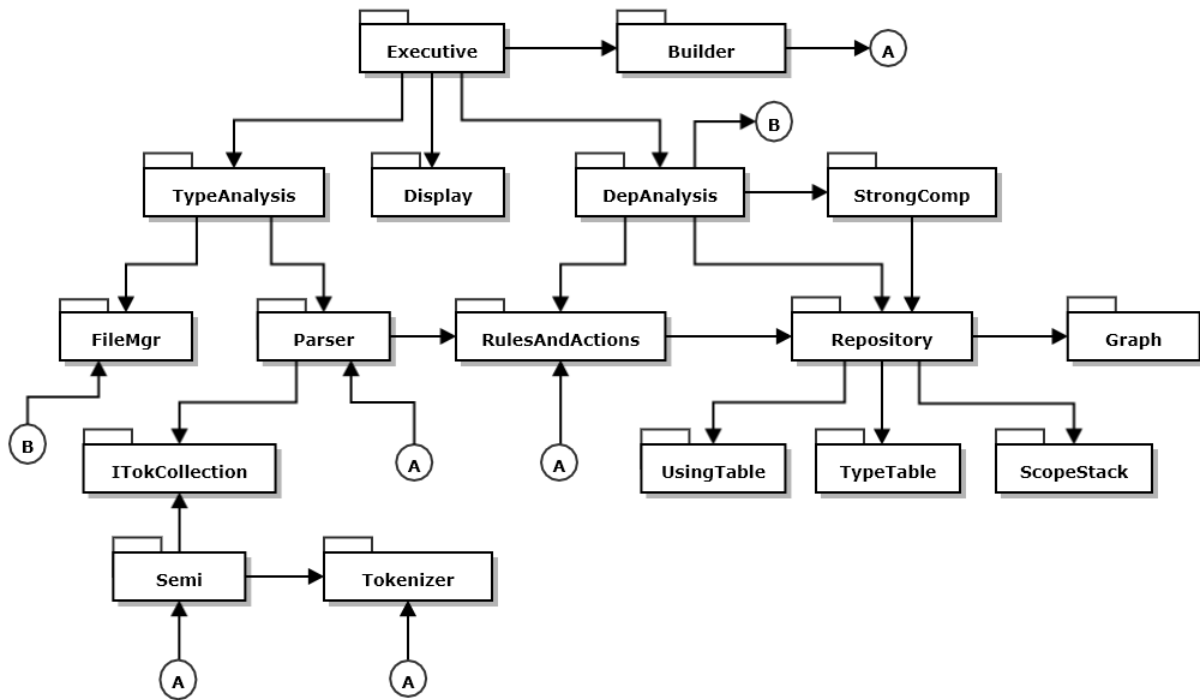 Executive
Builder
A
B
TypeAnalysis
Display
DepAnalysis
StrongComp
FileMgr
Parser
RulesAndActions
Repository
Graph
B
A
A
ITokCollection
UsingTable
TypeTable
ScopeStack
Semi
Tokenizer
A
A